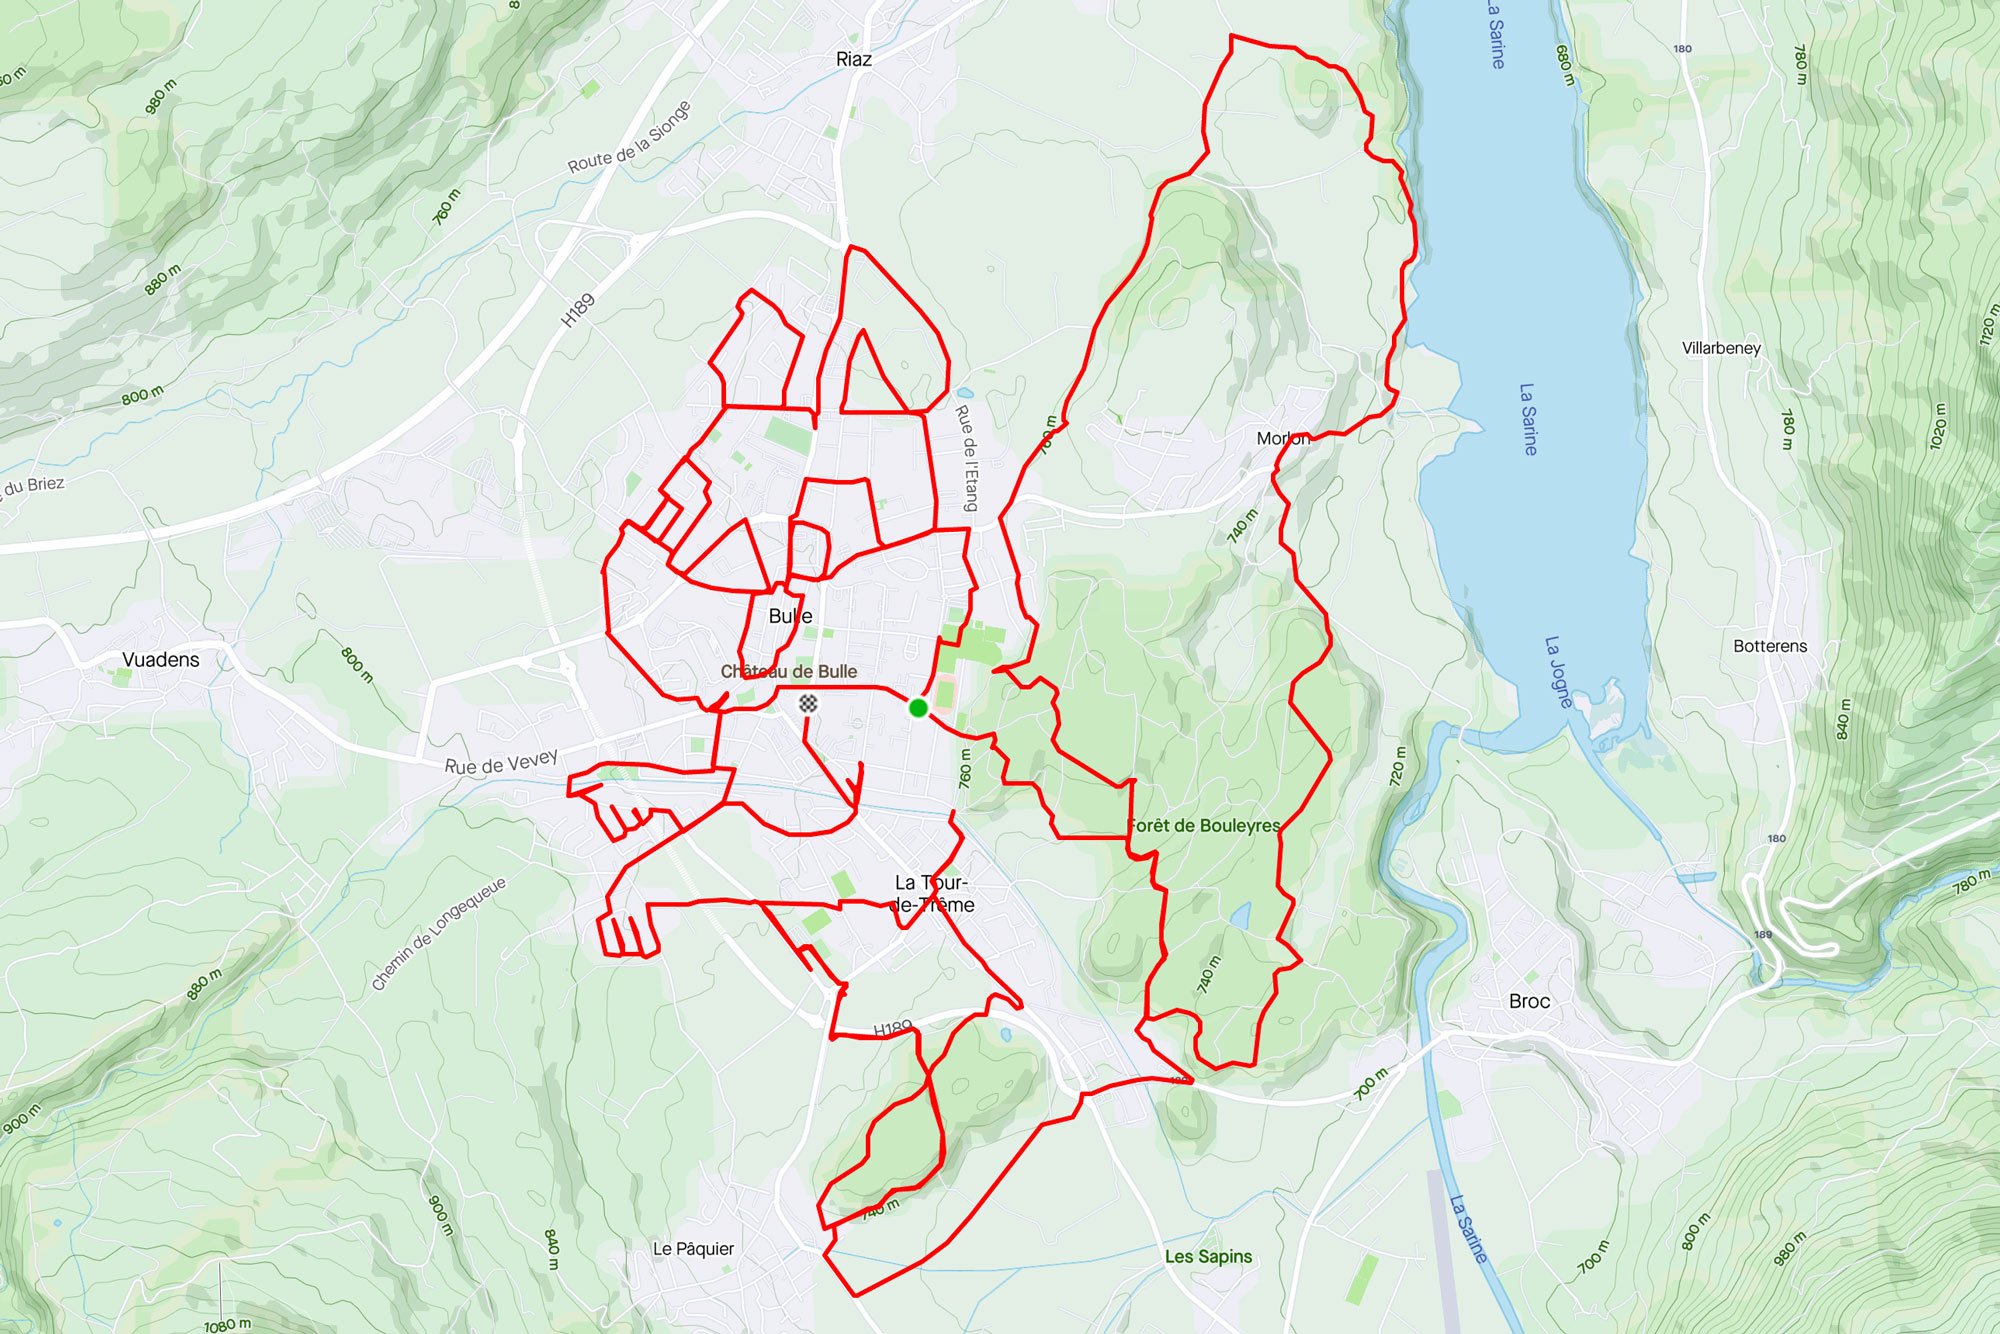 La Sarine
180
Riaz
780 m
680 m
60 m
980 m
Route de la Sionge
760 m
880 m
H189
1120 m
Villarbeney
800 m
Rue de l'Etang
760 m
Morlon
La Sarine
780 m
1020 m
du Briez
740 m
Bulle
Vuadens
800 m
Château de Bulle
Botterens
La Jogne
840 m
Rue de Vevey
760 m
720 m
Forêt de Bouleyres
180
La Tour-
de-Trême
780 m
Chemin de Longequeue
189
740 m
880 m
Broc
H189
900 m
189
700 m
740 m
900 m
840 m
Le Pâquier
La Sarine
800 m
Les Sapins
700 m
980 m
1080 m